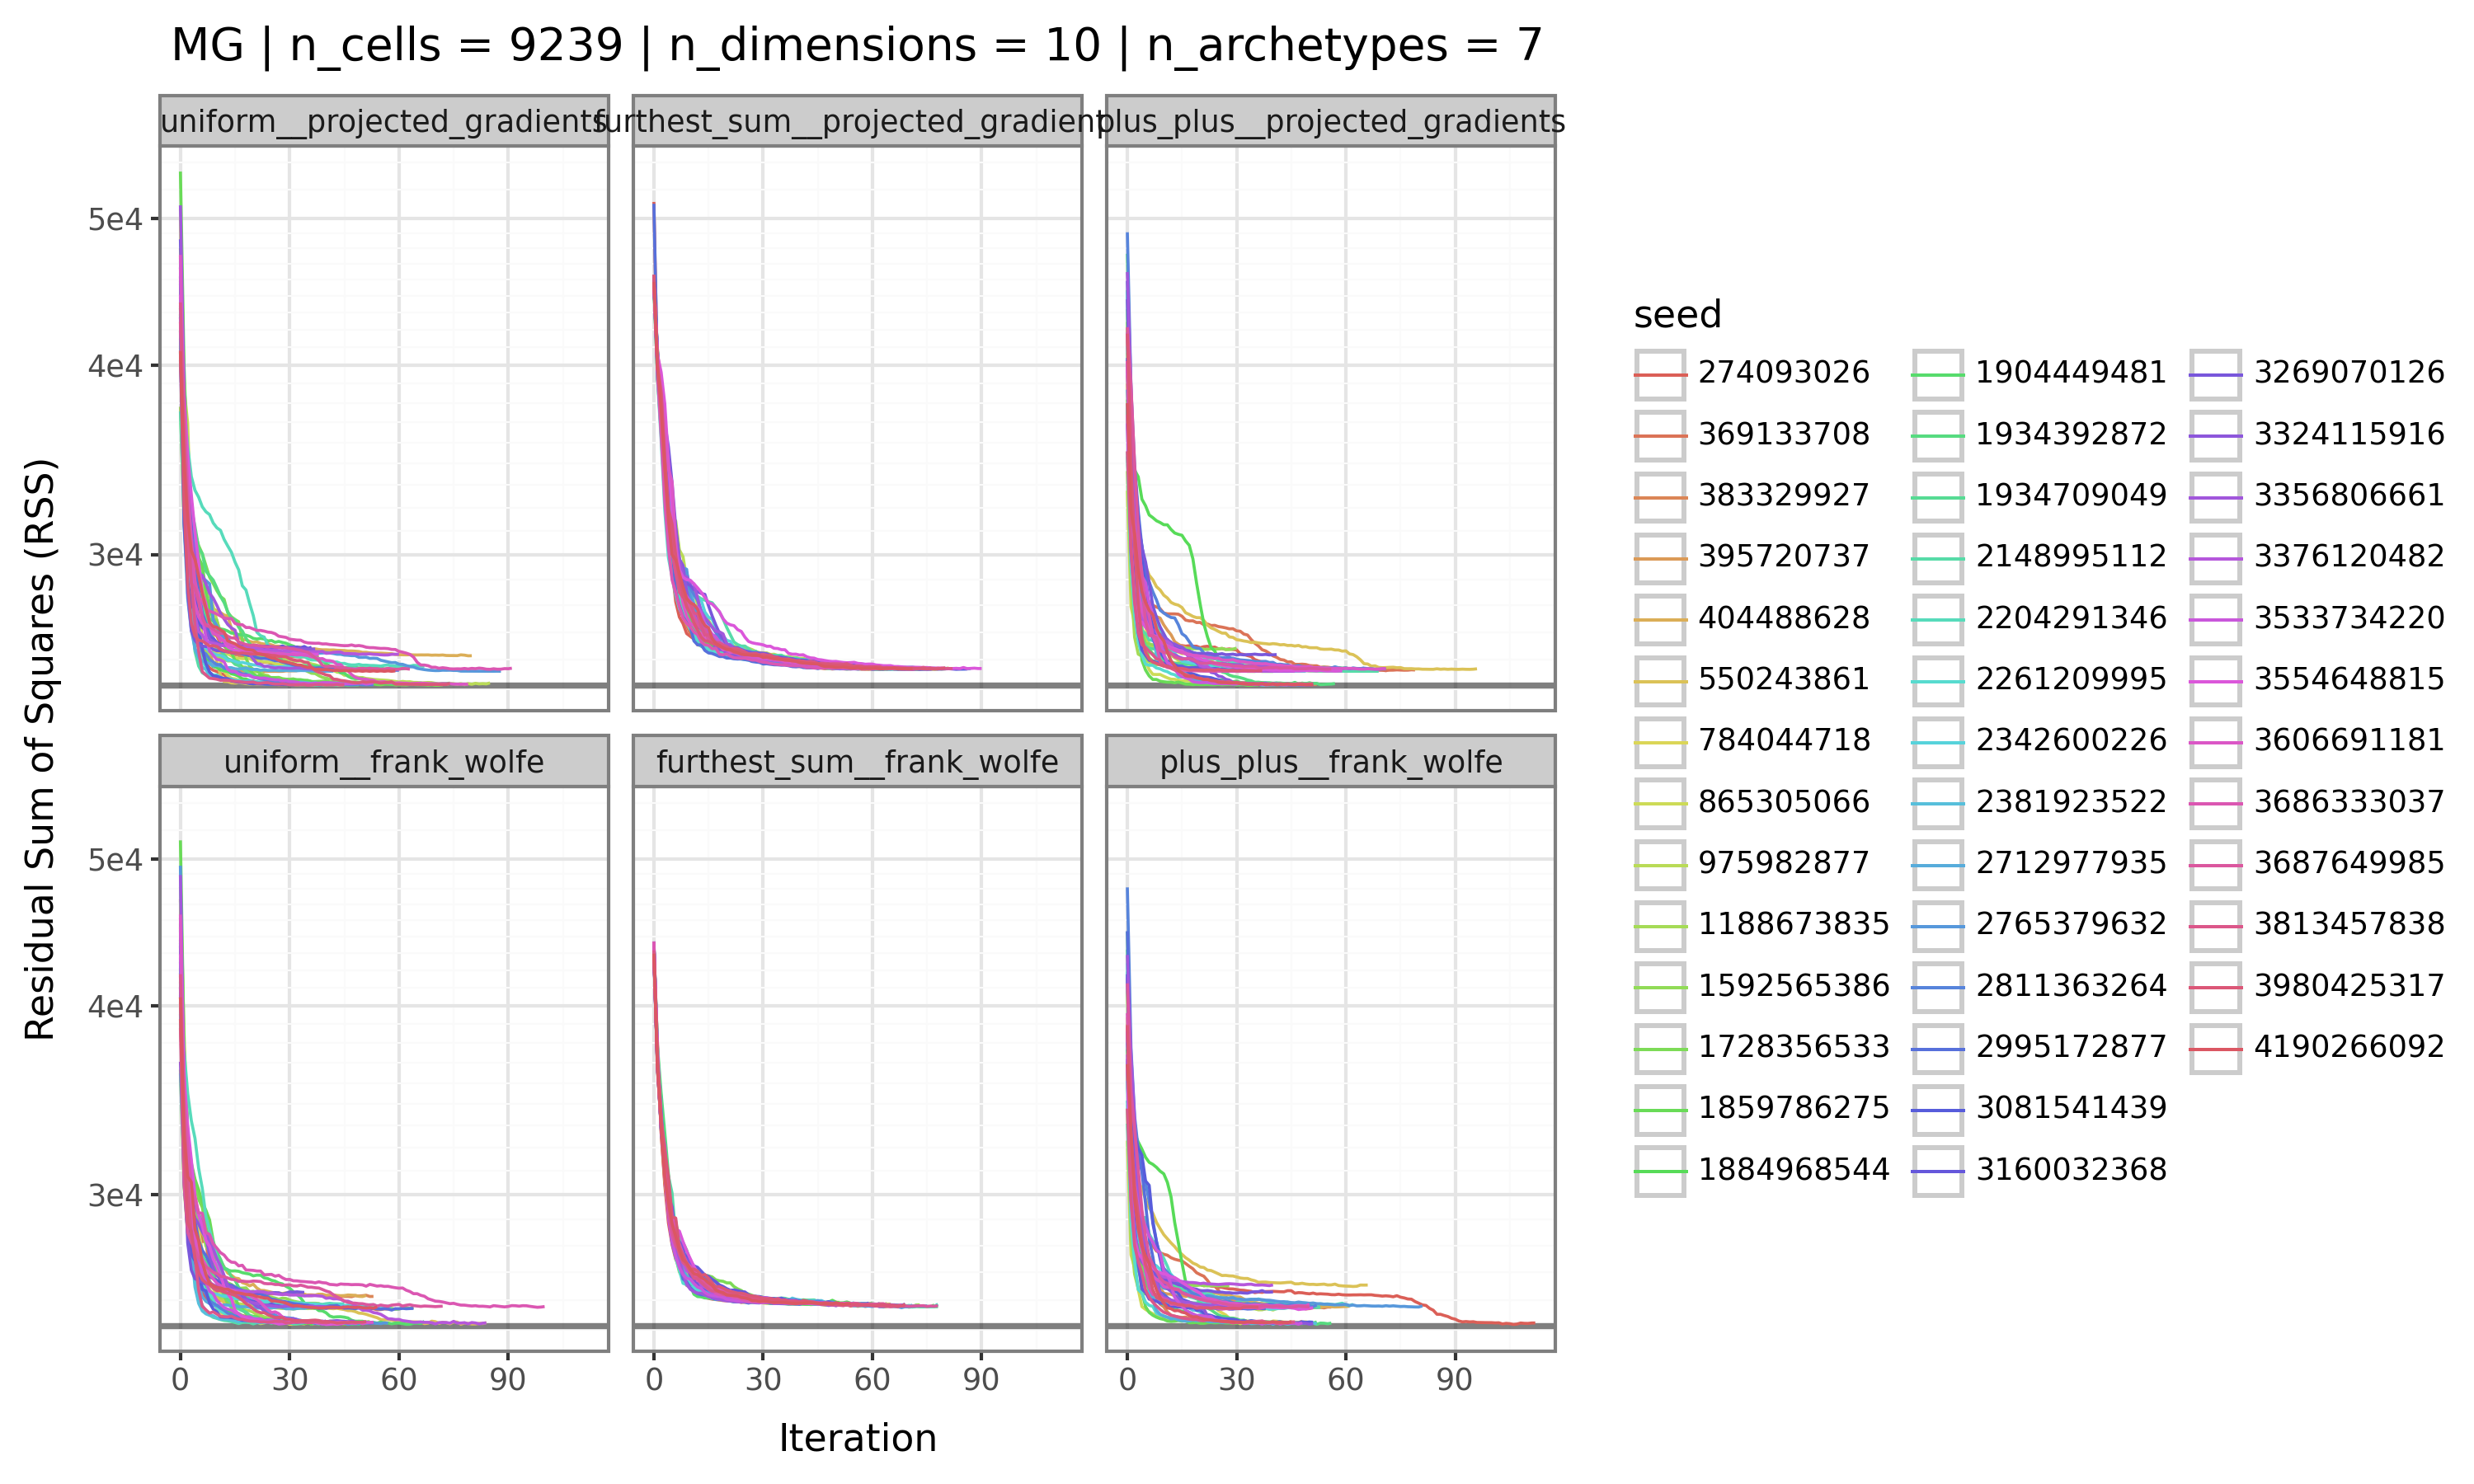 MG | n_cells = 9239 | n_dimensions = 10 | n_archetypes = 7
uniform__projected_gradients
furthest_sum__projected_gradient
plus_plus__projected_gradients
5e4
4e4
3e4
uniform__frank_wolfe
furthest_sum__frank_wolfe
plus_plus__frank_wolfe
5e4
4e4
3e4
0 30 60 90
0 30 60 90
0 30 60 90
Iteration
Residual Sum of Squares (RSS)
seed
274093026
369133708
383329927
395720737
404488628
550243861
784044718
865305066
975982877
1188673835
1592565386
1728356533
1859786275
1884968544
1904449481
1934392872
1934709049
2148995112
2204291346
2261209995
2342600226
2381923522
2712977935
2765379632
2811363264
2995172877
3081541439
3160032368
3269070126
3324115916
3356806661
3376120482
3533734220
3554648815
3606691181
3686333037
3687649985
3813457838
3980425317
4190266092